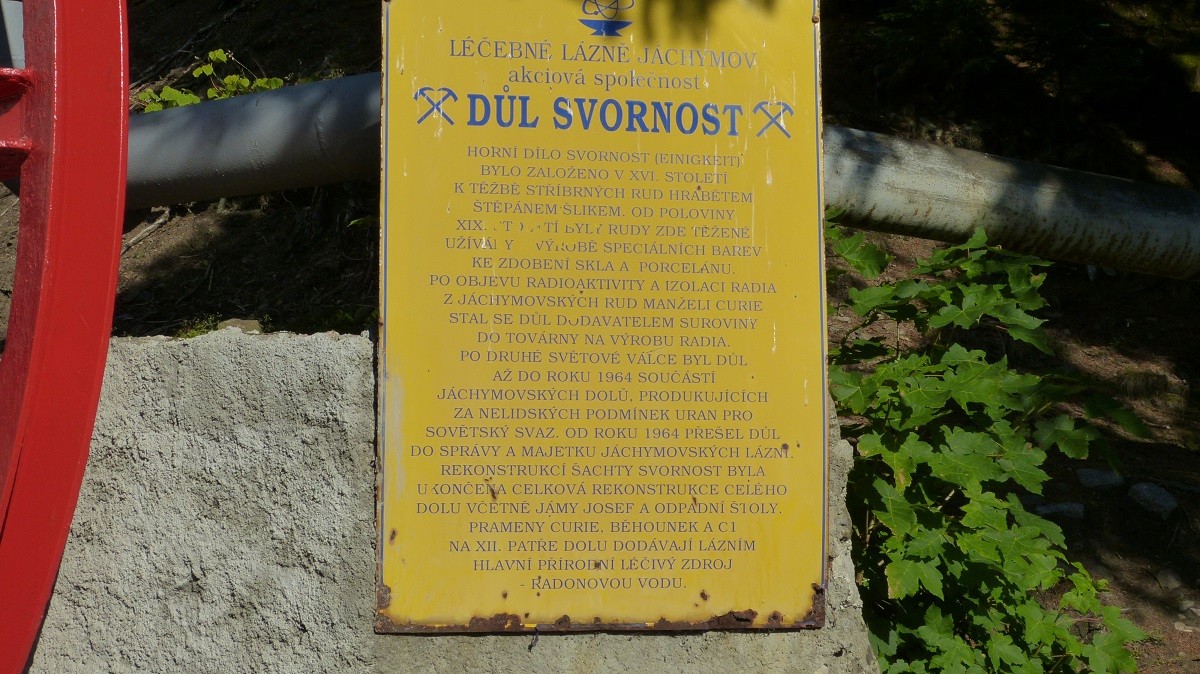 LÉČEBNÉ LÁZNĚ JÁCHYMOV
akciová společnost
DŮL SVORNOST
HORNÍ DÍLO SVORNOST (EINIGKEIT)
BYLO ZALOŽENO V XVI. STOLETÍ
K TĚŽBĚ STŘÍBRNÝCH RUD HRABĚTEM
ŠTĚPÁNEM ŠLIKEM. OD POLOVINY
XIX. BYLY RUDY ZDE TĚŽENÉ
VÝROBĚ SPECIÁLNÍCH BAREV
KE ZDOBENÍ SKLA A PORCELÁNU.
PO OBJEVU RADIOAKTIVITY A IZOLACI RADIA
Z JÁCHYMOVSKÝCH RUD MANŽELI CURIE
STAL SE DŮL DODAVATELEM SUROVINY
DO TOVÁRNY NA VÝROBU RADIA.
PO DRUHÉ SVĚTOVÉ VÁLCE BYL DŮL
AŽ DO ROKU 1964 SOUČÁSTÍ
JÁCHYMOVSKÝCH DOLŮ, PRODUKUJÍCÍCH
ZA NELIDSKÝCH PODMÍNEK URAN PRO
SOVĚTSKÝ SVAZ. OD ROKU 1964 PŘEŠEL DŮL
DO SPRÁVY A MAJETKU JÁCHYMOVSKÝCH LÁZNÍ.
REKONSTRUKCÍ ŠACHTY SVORNOST BYLA
UKONČENA CELKOVÁ REKONSTRUKCE CELÉHO
DOLU VČETNĚ JÁMY JOSEF A ODPADNÍ ŠTOLY.
PRAMENY CURIE, BĚHOUNEK A C1
NA XII. PATŘE DOLU DODÁVAJÍ LÁZNÍM
HLAVNÍ PŘÍRODNÍ LÉČIVÝ ZDROJ
- RADONOVOU VODU.